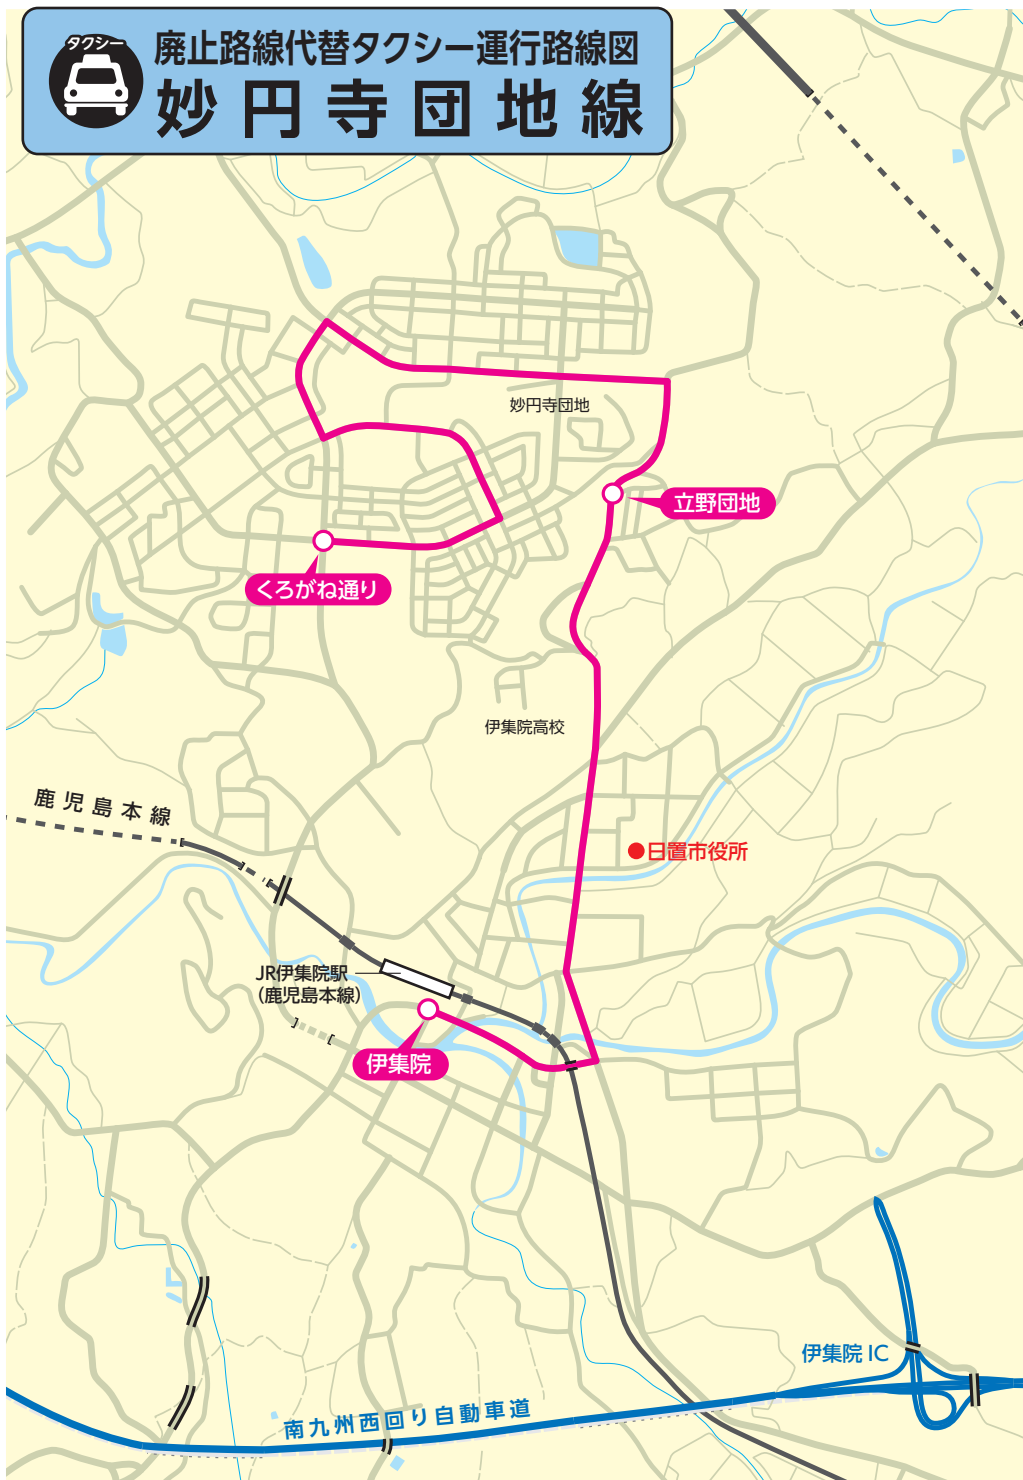 タクシー
廃止路線代替タクシー運行路線図
妙円寺団地線
妙円寺団地
立野団地
くろがね通り
伊集院高校
鹿児島本線
日置市役所
JR伊集院駅
(鹿児島本線)
伊集院
伊集院 IC
南九州西回り自動車道